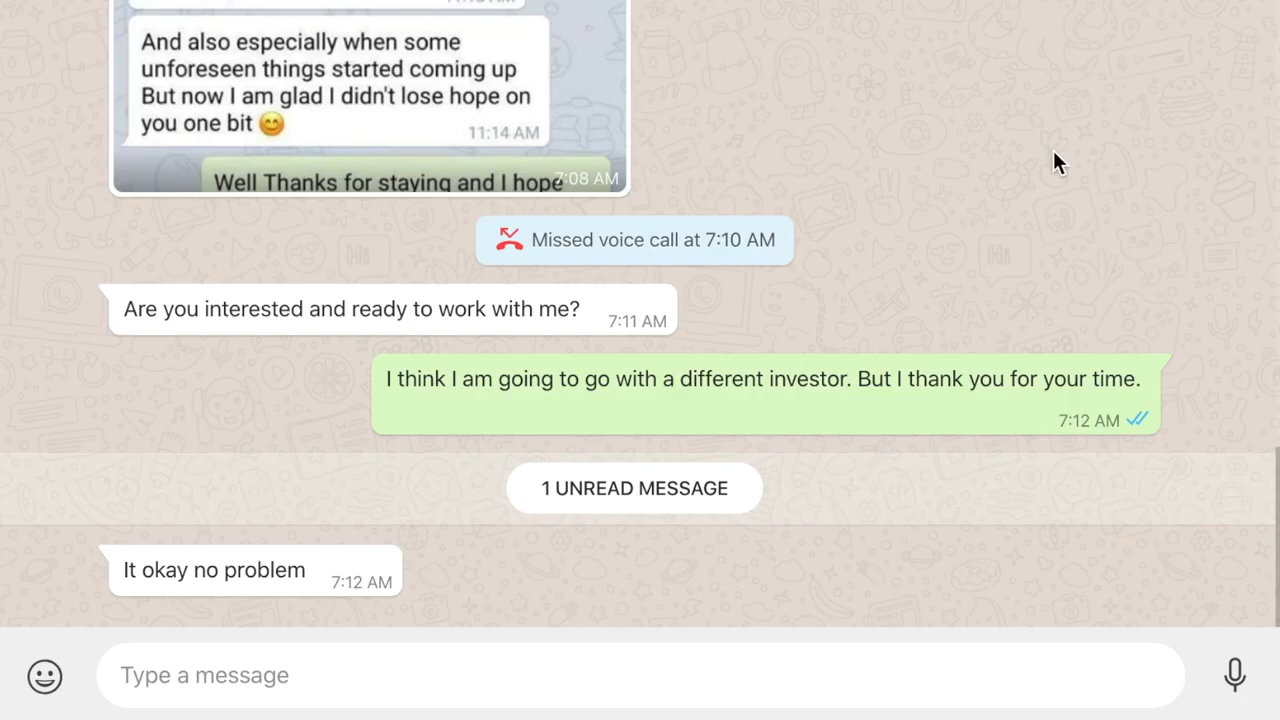 And also especially when some
unforeseen things started coming up
But now I am glad I didn't lose hope on
you one bit 😊
11:14 AM
Well Thanks for staying and I hope
7:08 AM
Missed voice call at 7:10 AM
Are you interested and ready to work with me?
7:11 AM
I think I am going to go with a different investor. But I thank you for your time.
7:12 AM
1 UNREAD MESSAGE
It okay no problem
7:12 AM
Type a message